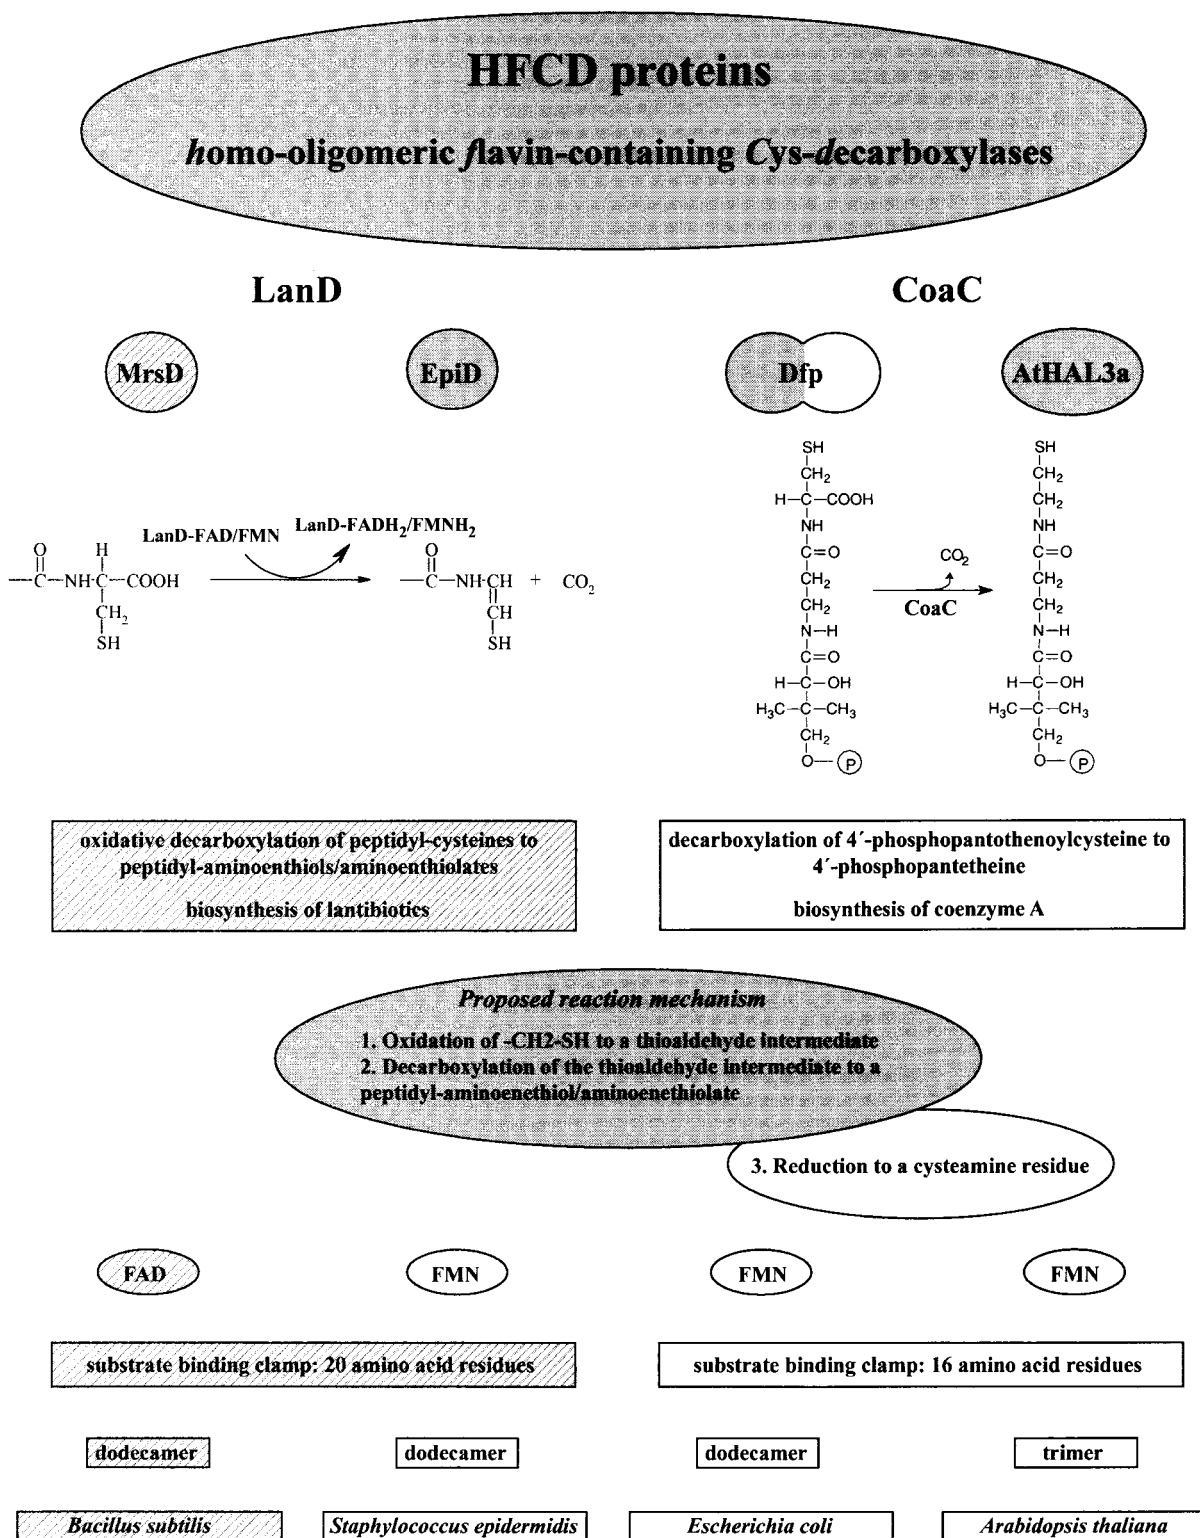 HFCD proteins
homo-oligomeric flavin-containing Cys-decarboxylases
LanD
CoaC
MrsD
EpiD
Dfp
AtHAL3a
LanD-FAD/FMN
LanD-FADH2/FMNH2
O
H
C
NH
C
COOH
CH2
SH
O
C
NH
CH
CH
SH
+
CO2
SH
CH2
H–C–COOH
NH
C=O
CH2
CH2
N–H
C=O
H–C–OH
H3C–C–CH3
CH2
O–P
CO2
CoaC
SH
CH2
CH2
NH
C=O
CH2
CH2
N–H
C=O
H–C–OH
H3C–C–CH3
CH2
O–P
oxidative decarboxylation of peptidyl-cysteines to
peptidyl-aminoenthiols/aminoenthiolates
biosynthesis of lantibiotics
decarboxylation of 4´-phosphopantothenoylcysteine to
4´-phosphopantetheine
biosynthesis of coenzyme A
Proposed reaction mechanism
1. Oxidation of -CH2-SH to a thioaldehyde intermediate
2. Decarboxylation of the thioaldehyde intermediate to a
peptidyl-aminoenethiol/aminoenethiolate
3. Reduction to a cysteamine residue
FAD
FMN
FMN
FMN
substrate binding clamp: 20 amino acid residues
substrate binding clamp: 16 amino acid residues
dodecamer
dodecamer
dodecamer
trimer
Bacillus subtilis
Staphylococcus epidermidis
Escherichia coli
Arabidopsis thaliana